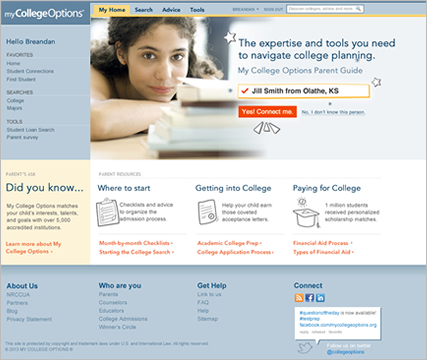 myCollegeOptions®
My Home Search Advice Tools
BREANDAN SIGN OUT
Discover colleges, advice and more
Hello Breandan
FAVORITES
Home
Student Connections
Find Student
SEARCHES
College
Majors
TOOLS
Student Loan Search
Parent survey
The expertise and tools you need
to navigate college planning.
My College Options Parent Guide
Jill Smith from Olathe, KS
Yes! Connect me.
No, I don't know this person.
PARENT'S ASK
Did you know...
My College Options matches
your child's interests, talents,
and goals with over 5,000
accredited institutions.
Learn more about My
College Options ›
PARENT RESOURCES
Where to start
Checklists and advice
to organize the
admission process.
Month-by-month Checklists ›
Starting the College Search ›
Getting into College
Help your child earn
those coveted
acceptance letters.
Academic College Prep ›
College Application Process ›
Paying for College
1 million students
received personalized
scholarship matches.
Financial Aid Process ›
Types of Financial Aid ›
About Us
NRCCUA
Partners
Blog
Privacy Statement
Who are you
Parents
Counselors
Educators
College Admissions
Winner's Circle
Get Help
Link to us
FAQ
Help
Sitemap
Connect
#questionoftheday is now available!
#testprep
facebook.com/mycollegeoptions.org
reply retweet favorite
Follow us on twitter
@mycollegeoptions
This site is protected by copyright and trademark laws under U.S. and International Law. All rights reserved
© 2012 MY COLLEGE OPTIONS ®